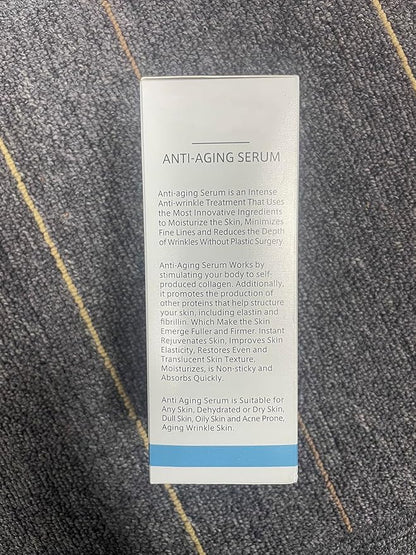 ANTI-AGING SERUM
Anti-aging Serum is an Intense
Anti-wrinkle Treatment That Uses
the Most Innovative Ingredients
to Moisturize the Skin, Minimizes
Fine Lines and Reduces the Depth
of Wrinkles Without Plastic Surgery.
Anti-Aging Serum Works by
stimulating your body to self-
produced collagen. Additionally,
it promotes the production of
other proteins that help structure
your skin, including elastin and
fibrillin. Which Make the Skin
Emerge Fuller and Firmer. Instant
Rejuvenates Skin, Improves Skin
Elasticity, Restores Even and
Translucent Skin Texture.
Moisturizes, is Non-sticky and
Absorbs Quickly.
Anti Aging Serum is Suitable for
Any Skin, Dehydrated or Dry Skin,
Dull Skin, Oily Skin and Acne Prone,
Aging Wrinkle Skin.